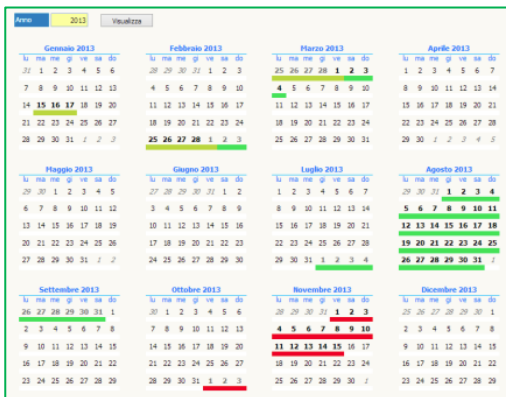 Anno 2013 Visualizza
Gennaio 2013
lu ma me gi ve sa do
31 1 2 3 4 5 6
7 8 9 10 11 12 13
14 15 16 17 18 19 20
21 22 23 24 25 26 27
28 29 30 31 1 2 3
Febbraio 2013
lu ma me gi ve sa do
28 29 30 31 1 2 3
4 5 6 7 8 9 10
11 12 13 14 15 16 17
18 19 20 21 22 23 24
25 26 27 28 1 2 3
Marzo 2013
lu ma me gi ve sa do
25 26 27 28 1 2 3
4 5 6 7 8 9 10
11 12 13 14 15 16 17
18 19 20 21 22 23 24
25 26 27 28 29 30 31
Aprile 2013
lu ma me gi ve sa do
1 2 3 4 5 6 7
8 9 10 11 12 13 14
15 16 17 18 19 20 21
22 23 24 25 26 27 28
29 30 1 2 3 4 5
Maggio 2013
lu ma me gi ve sa do
29 30 1 2 3 4 5
6 7 8 9 10 11 12
13 14 15 16 17 18 19
20 21 22 23 24 25 26
27 28 29 30 31 1 2
Giugno 2013
lu ma me gi ve sa do
27 28 29 30 31 1 2
3 4 5 6 7 8 9
10 11 12 13 14 15 16
17 18 19 20 21 22 23
24 25 26 27 28 29 30
Luglio 2013
lu ma me gi ve sa do
1 2 3 4 5 6 7
8 9 10 11 12 13 14
15 16 17 18 19 20 21
22 23 24 25 26 27 28
29 30 31 1 2 3 4
Agosto 2013
lu ma me gi ve sa do
29 30 31 1 2 3 4
5 6 7 8 9 10 11
12 13 14 15 16 17 18
19 20 21 22 23 24 25
26 27 28 29 30 31 1
Settembre 2013
lu ma me gi ve sa do
26 27 28 29 30 31 1
2 3 4 5 6 7 8
9 10 11 12 13 14 15
16 17 18 19 20 21 22
23 24 25 26 27 28 29
Ottobre 2013
lu ma me gi ve sa do
30 1 2 3 4 5 6
7 8 9 10 11 12 13
14 15 16 17 18 19 20
21 22 23 24 25 26 27
28 29 30 31 1 2 3
Novembre 2013
lu ma me gi ve sa do
28 29 30 31 1 2 3
4 5 6 7 8 9 10
11 12 13 14 15 16 17
18 19 20 21 22 23 24
25 26 27 28 29 30 1
Dicembre 2013
lu ma me gi ve sa do
25 26 27 28 29 30 1
2 3 4 5 6 7 8
9 10 11 12 13 14 15
16 17 18 19 20 21 22
23 24 25 26 27 28 29